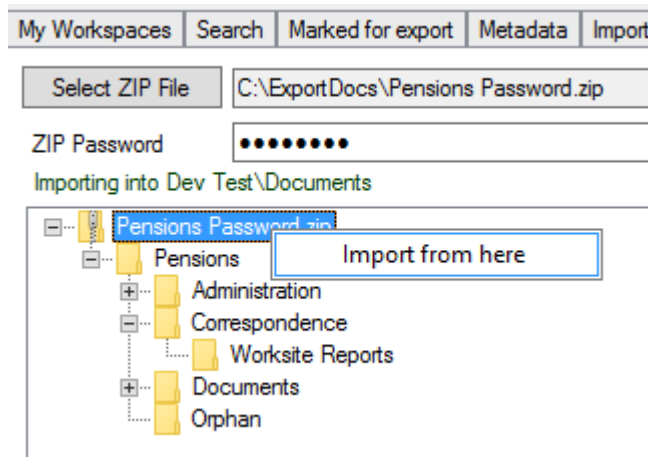 My Workspaces Search Marked for export Metadata Import
Select ZIP File C:\ExportDocs\Pensions Password.zip
ZIP Password ●●●●●●●●
Importing into Dev Test\Documents
Pensions Password.zip
Pensions Import from here
Administration
Correspondence
Worksite Reports
Documents
Orphan